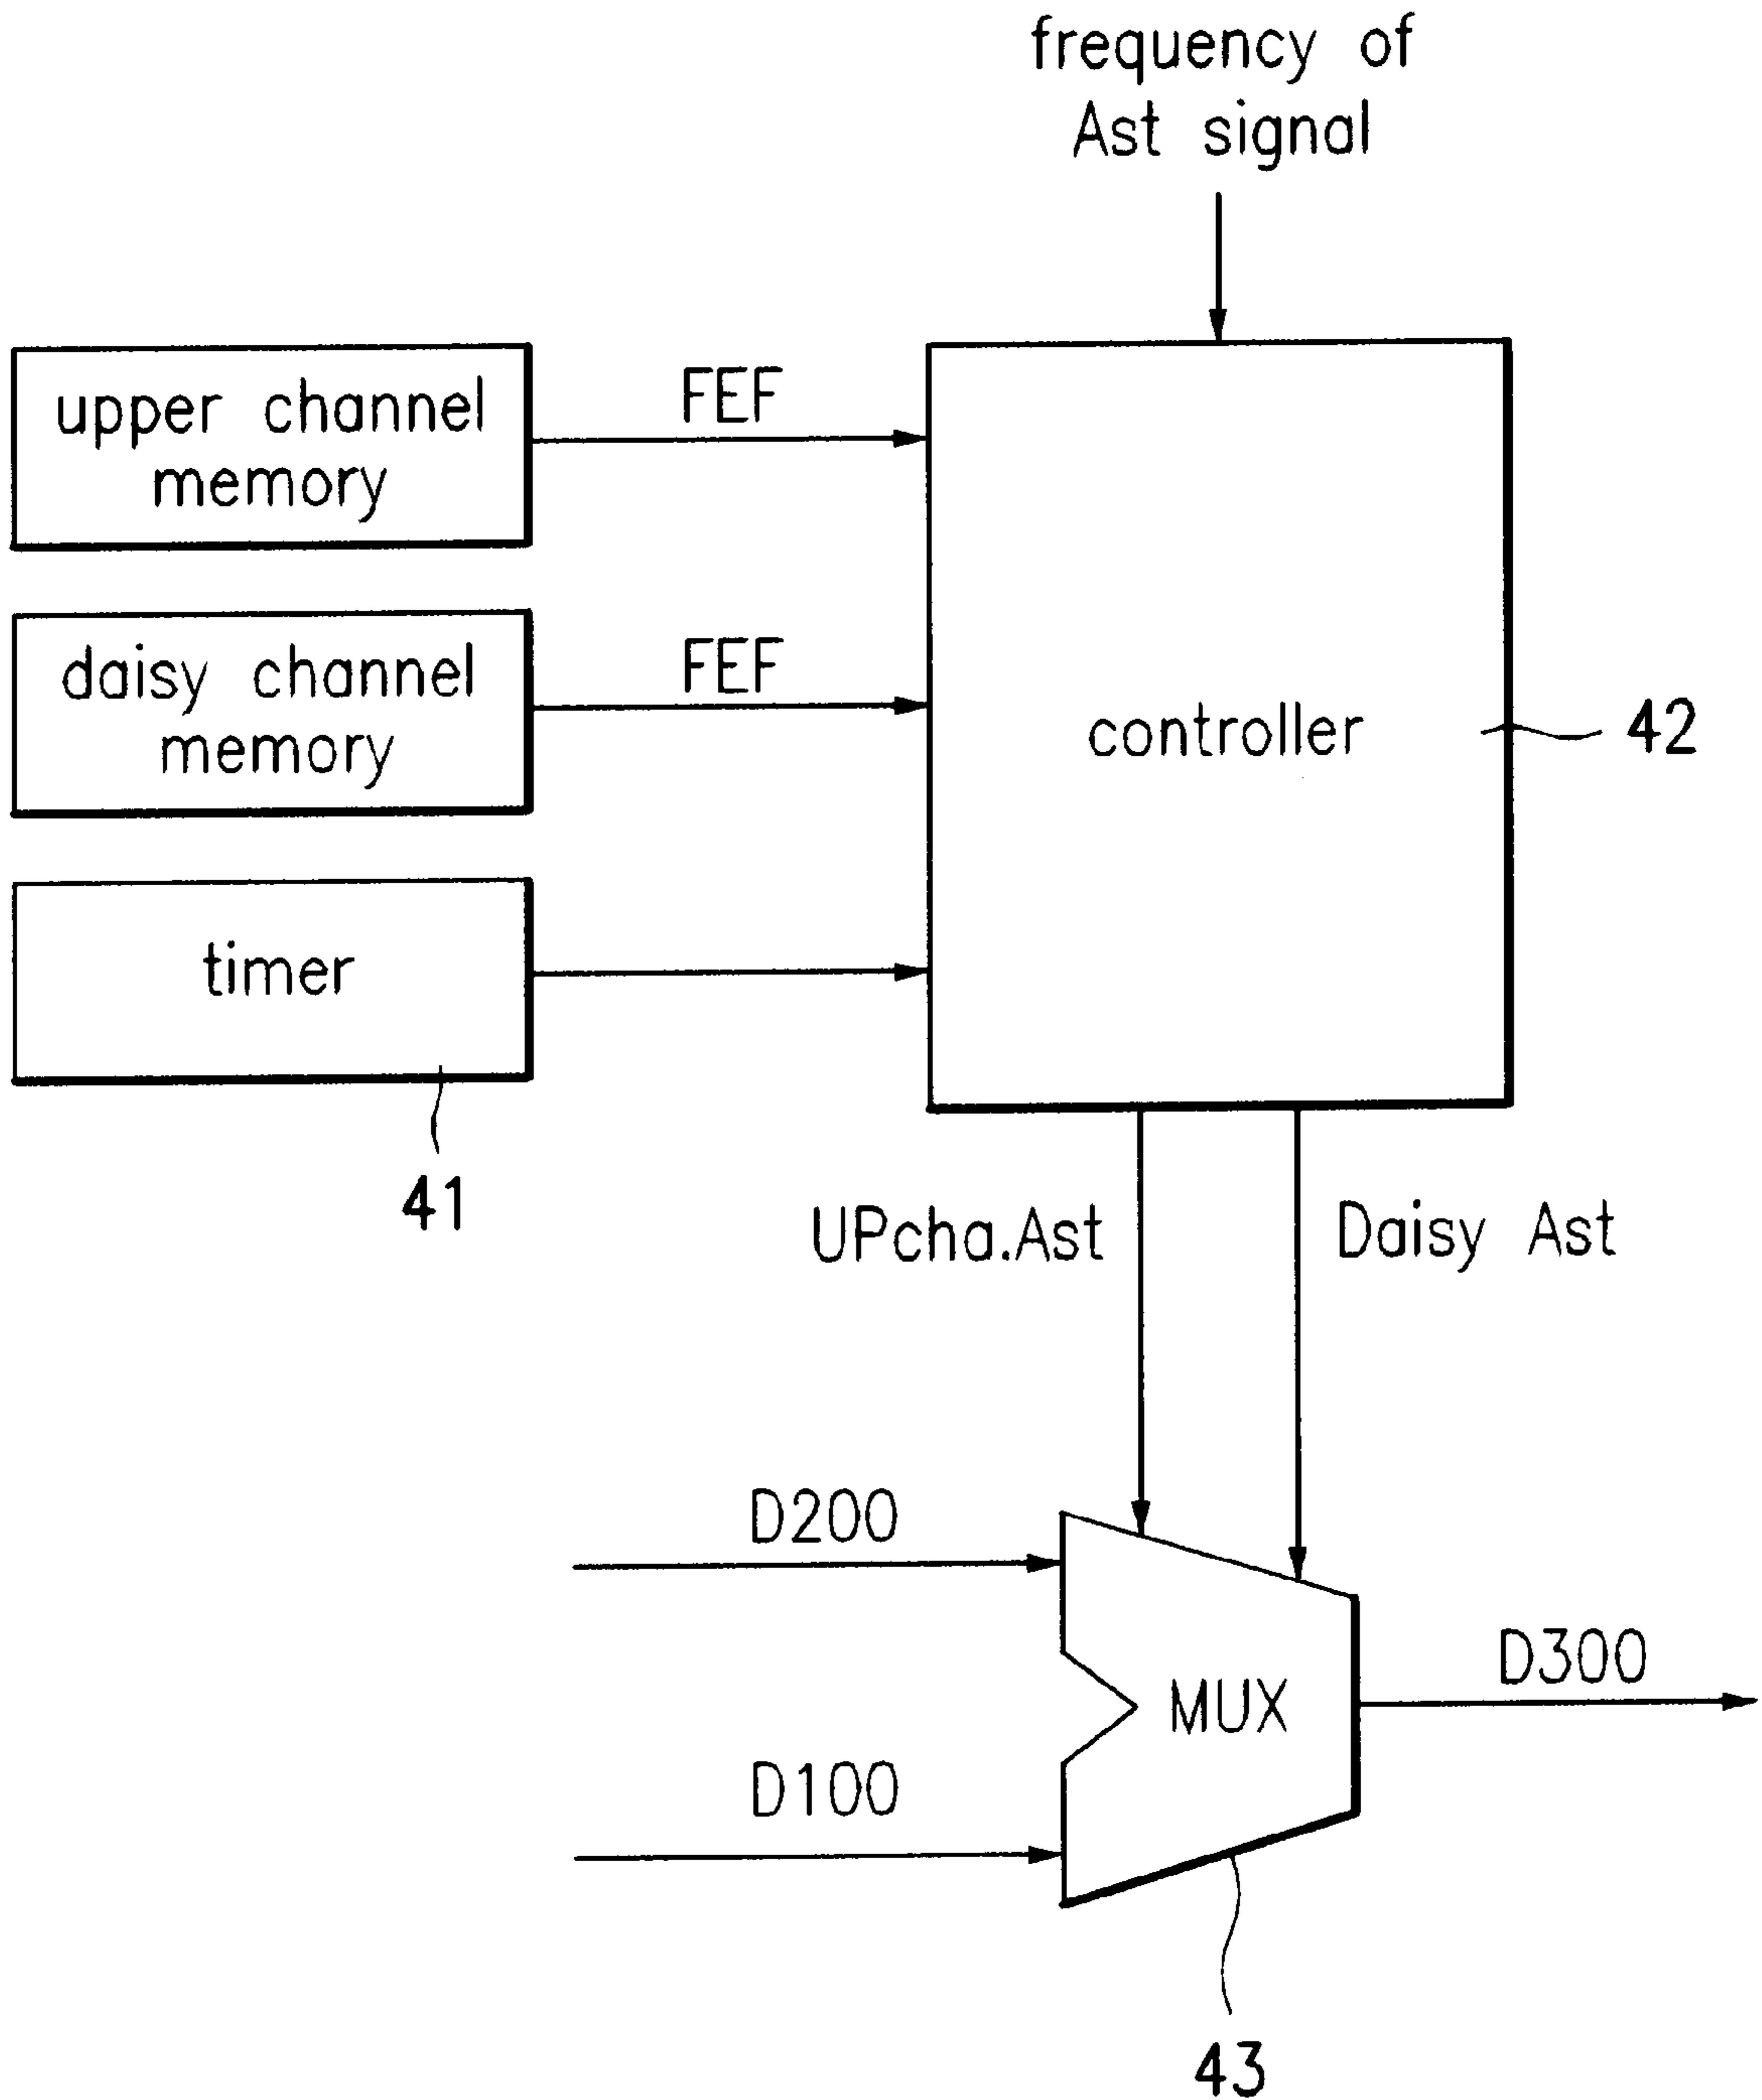 frequency of
Ast signal
upper channel
memory
FEF
daisy channel
memory
FEF
controller
42
timer
41
UPcha.Ast
Daisy Ast
D200
MUX
D300
D100
43